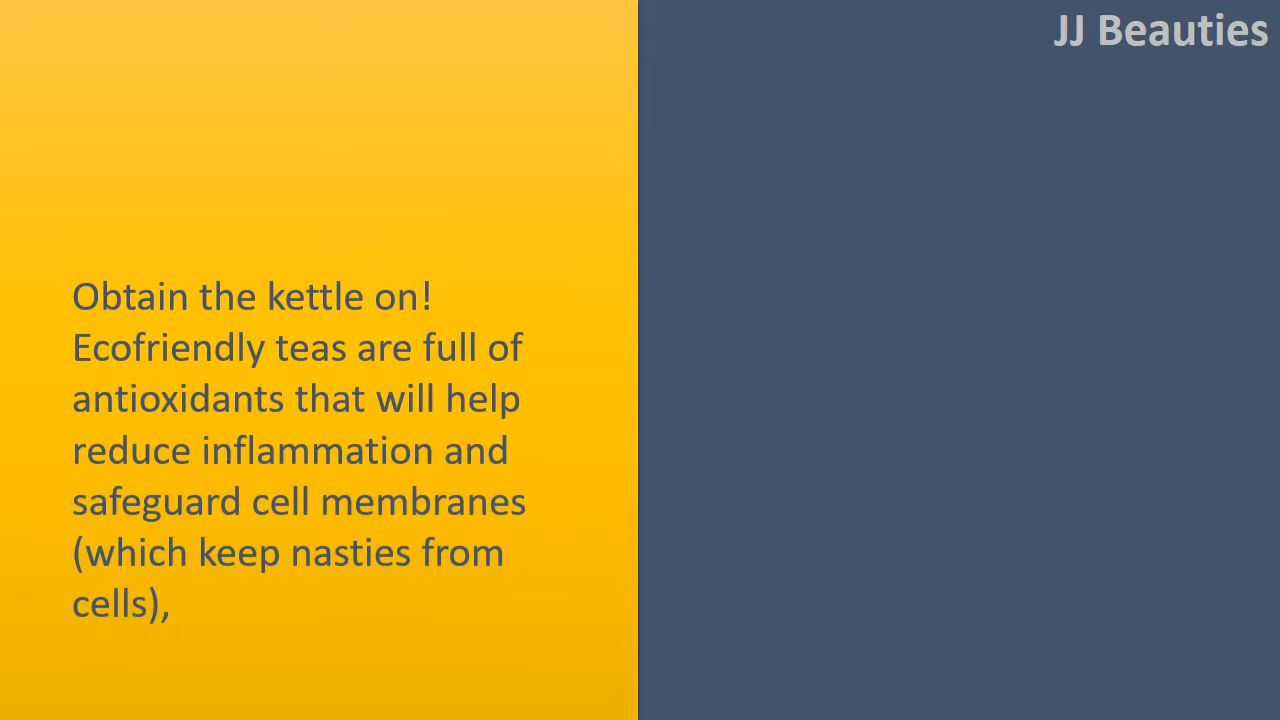 JJ Beauties
Obtain the kettle on!
Ecofriendly teas are full of
antioxidants that will help
reduce inflammation and
safeguard cell membranes
(which keep nasties from
cells),